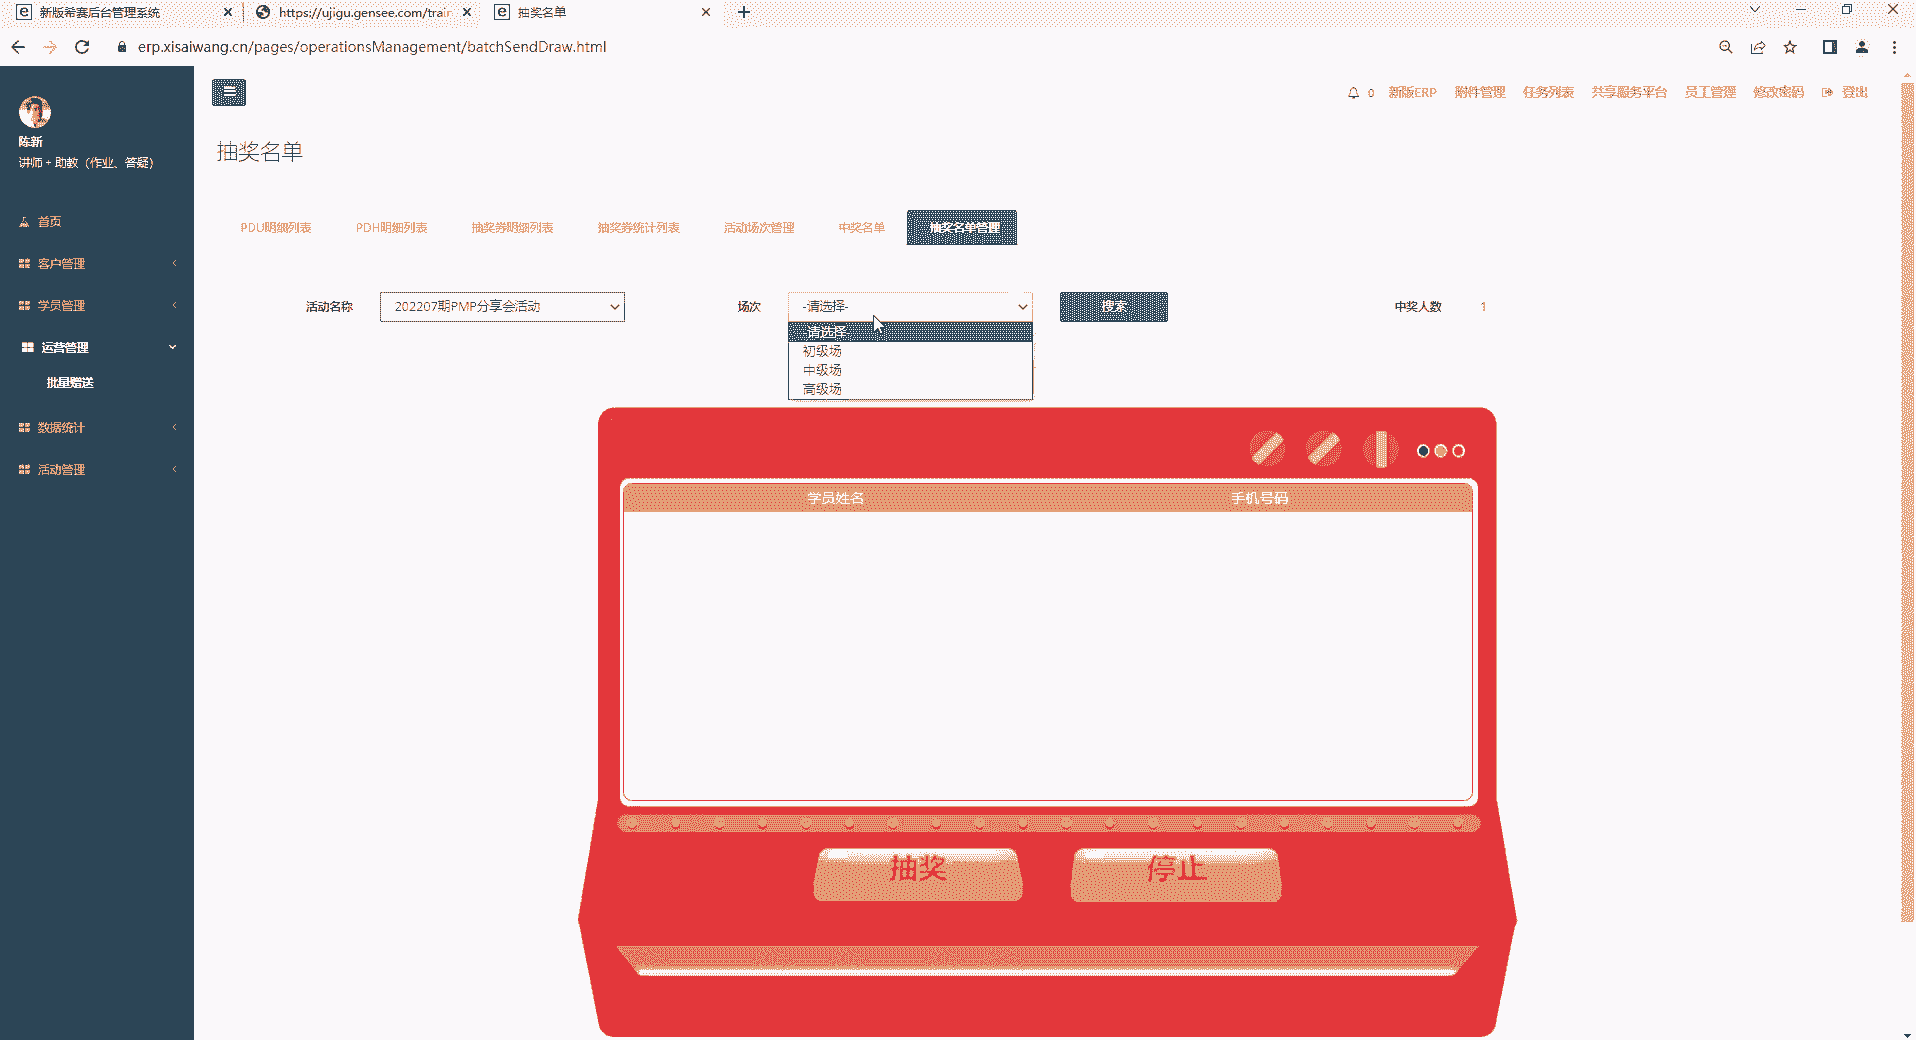 新版希赛后台管理系统
https://ujigu.gensee.com/train
抽奖名单
erp.xisaiwang.cn/pages/operationsManagement/batchSendDraw.html
0
新版ERP
附件管理
任务列表
共享服务平台
员工管理
修改密码
登出
陈新
讲师 + 助教（作业、答疑）
首页
客户管理
学员管理
运营管理
批量赠送
数据统计
活动管理
抽奖名单
PDU明细列表
PDH明细列表
抽奖券明细列表
抽奖券统计列表
活动场次管理
中奖名单
抽奖名单管理
活动名称
202207期PMP分享会活动
场次
-请选择-
搜索
中奖人数
1
-请选择-
初级场
中级场
高级场
学员姓名
手机号码
抽奖
停止